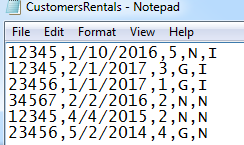 CustomersRentals - Notepad
File Edit Format View Help
12345,1/10/2016,5,N,I
12345,2/1/2017,3,G,I
23456,1/1/2017,1,G,I
34567,2/2/2016,2,N,N
12345,4/4/2015,2,N,N
23456,5/2/2014,4,G,N